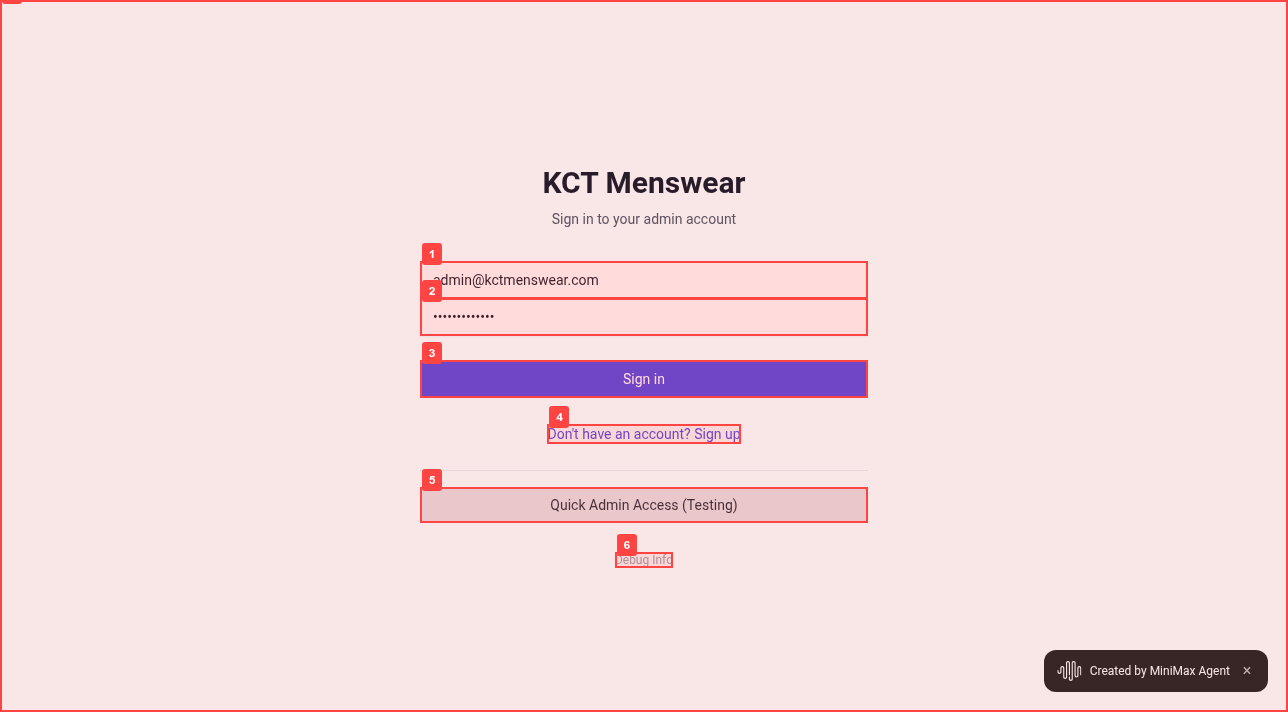 KCT Menswear
Sign in to your admin account
1
admin@kctmenswear.com
2
•••••••••••••
3
Sign in
4
Don't have an account? Sign up
5
Quick Admin Access (Testing)
6
Debug Info
Created by MiniMax Agent ×